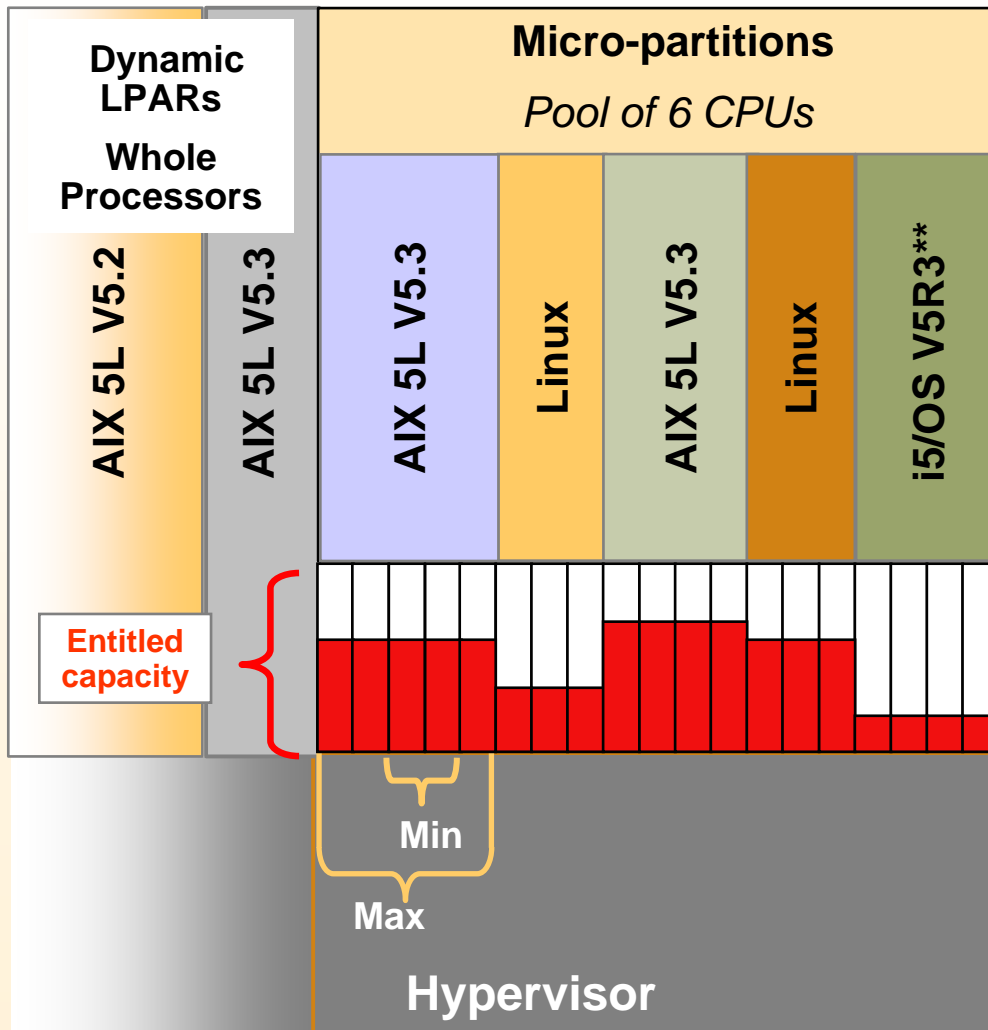 Dynamic
LPARs
Whole
Processors
Micro-partitions
Pool of 6 CPUs
AIX 5L V5.2
AIX 5L V5.3
AIX 5L V5.3
Linux
AIX 5L V5.3
Linux
i5/OS V5R3**
Entitled
capacity
Min
Max
Hypervisor